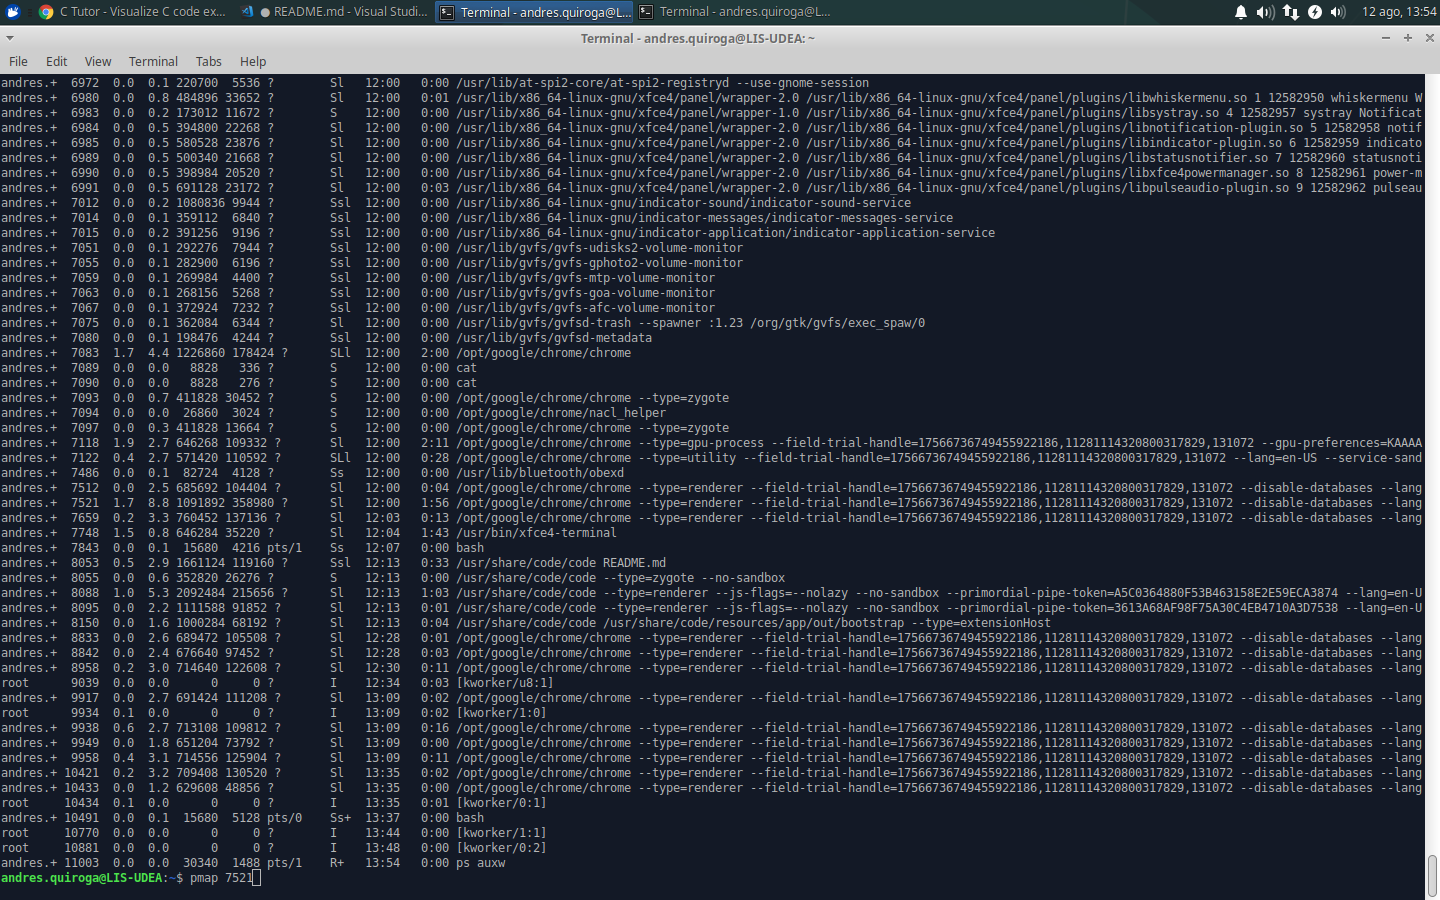 C Tutor - Visualize C code ex...
● README.md - Visual Studi...
Terminal - andres.quiroga@L...
Terminal - andres.quiroga@L...
12 ago, 13:54
Terminal - andres.quiroga@LIS-UDEA: ~
File Edit View Terminal Tabs Help
andres.+  6972  0.0  0.1 220700  5536 ?        Sl   12:00   0:00 /usr/lib/at-spi2-core/at-spi2-registryd --use-gnome-session
andres.+  6980  0.0  0.8 484896 33652 ?        Sl   12:00   0:01 /usr/lib/x86_64-linux-gnu/xfce4/panel/wrapper-2.0 /usr/lib/x86_64-linux-gnu/xfce4/panel/plugins/libwhiskermenu.so 1 12582950 whiskermenu W
andres.+  6983  0.0  0.2 173012 11672 ?        S    12:00   0:00 /usr/lib/x86_64-linux-gnu/xfce4/panel/wrapper-1.0 /usr/lib/x86_64-linux-gnu/xfce4/panel/plugins/libsystray.so 4 12582957 systray Notificat
andres.+  6984  0.0  0.5 394800 22268 ?        Sl   12:00   0:00 /usr/lib/x86_64-linux-gnu/xfce4/panel/wrapper-2.0 /usr/lib/x86_64-linux-gnu/xfce4/panel/plugins/libnotification-plugin.so 5 12582958 notif
andres.+  6985  0.0  0.5 580528 23876 ?        Sl   12:00   0:00 /usr/lib/x86_64-linux-gnu/xfce4/panel/wrapper-2.0 /usr/lib/x86_64-linux-gnu/xfce4/panel/plugins/libindicator-plugin.so 6 12582959 indicato
andres.+  6989  0.0  0.5 500340 21668 ?        Sl   12:00   0:00 /usr/lib/x86_64-linux-gnu/xfce4/panel/wrapper-2.0 /usr/lib/x86_64-linux-gnu/xfce4/panel/plugins/libstatusnotifier.so 7 12582960 statusnoti
andres.+  6990  0.0  0.5 398984 20520 ?        Sl   12:00   0:00 /usr/lib/x86_64-linux-gnu/xfce4/panel/wrapper-2.0 /usr/lib/x86_64-linux-gnu/xfce4/panel/plugins/libxfce4powermanager.so 8 12582961 power-m
andres.+  6991  0.0  0.5 691128 23172 ?        Sl   12:00   0:03 /usr/lib/x86_64-linux-gnu/xfce4/panel/wrapper-2.0 /usr/lib/x86_64-linux-gnu/xfce4/panel/plugins/libpulseaudio-plugin.so 9 12582962 pulseau
andres.+  7012  0.0  0.2 1080836 9944 ?        Ssl  12:00   0:00 /usr/lib/x86_64-linux-gnu/indicator-sound/indicator-sound-service
andres.+  7014  0.0  0.1 359112  6840 ?        Ssl  12:00   0:00 /usr/lib/x86_64-linux-gnu/indicator-messages/indicator-messages-service
andres.+  7015  0.0  0.2 391256  9196 ?        Ssl  12:00   0:00 /usr/lib/x86_64-linux-gnu/indicator-application/indicator-application-service
andres.+  7051  0.0  0.1 292276  7944 ?        Ssl  12:00   0:00 /usr/lib/gvfs/gvfs-udisks2-volume-monitor
andres.+  7055  0.0  0.1 282900  6196 ?        Ssl  12:00   0:00 /usr/lib/gvfs/gvfs-gphoto2-volume-monitor
andres.+  7059  0.0  0.1 269984  4400 ?        Ssl  12:00   0:00 /usr/lib/gvfs/gvfs-mtp-volume-monitor
andres.+  7063  0.0  0.1 268156  5268 ?        Ssl  12:00   0:00 /usr/lib/gvfs/gvfs-goa-volume-monitor
andres.+  7067  0.0  0.1 372924  7232 ?        Ssl  12:00   0:00 /usr/lib/gvfs/gvfs-afc-volume-monitor
andres.+  7075  0.0  0.1 362084  6344 ?        Sl   12:00   0:00 /usr/lib/gvfs/gvfsd-trash --spawner :1.23 /org/gtk/gvfs/exec_spaw/0
andres.+  7080  0.0  0.1 198476  4244 ?        Ssl  12:00   0:00 /usr/lib/gvfs/gvfsd-metadata
andres.+  7083  1.7  4.4 1226860 178424 ?      SLl  12:00   2:00 /opt/google/chrome/chrome
andres.+  7089  0.0  0.0   8828   336 ?        S    12:00   0:00 cat
andres.+  7090  0.0  0.0   8828   276 ?        S    12:00   0:00 cat
andres.+  7093  0.0  0.7 411828 30452 ?        S    12:00   0:00 /opt/google/chrome/chrome --type=zygote
andres.+  7094  0.0  0.0  26860  3024 ?        S    12:00   0:00 /opt/google/chrome/nacl_helper
andres.+  7097  0.0  0.3 411828 13664 ?        S    12:00   0:00 /opt/google/chrome/chrome --type=zygote
andres.+  7118  1.9  2.7 646268 109332 ?       Sl   12:00   2:11 /opt/google/chrome/chrome --type=gpu-process --field-trial-handle=17566736749455922186,11281114320800317829,131072 --gpu-preferences=KAAAA
andres.+  7122  0.4  2.7 571420 110592 ?       SLl  12:00   0:28 /opt/google/chrome/chrome --type=utility --field-trial-handle=17566736749455922186,11281114320800317829,131072 --lang=en-US --service-sand
andres.+  7486  0.0  0.1  82724  4128 ?        Ss   12:00   0:00 /usr/lib/bluetooth/obexd
andres.+  7512  0.0  2.5 685692 104404 ?       Sl   12:00   0:04 /opt/google/chrome/chrome --type=renderer --field-trial-handle=17566736749455922186,11281114320800317829,131072 --disable-databases --lang
andres.+  7521  1.7  8.8 1091892 358980 ?      Sl   12:00   1:56 /opt/google/chrome/chrome --type=renderer --field-trial-handle=17566736749455922186,11281114320800317829,131072 --disable-databases --lang
andres.+  7659  0.2  3.3 760452 137136 ?       Sl   12:03   0:13 /opt/google/chrome/chrome --type=renderer --field-trial-handle=17566736749455922186,11281114320800317829,131072 --disable-databases --lang
andres.+  7748  1.5  0.8 646284 35220 ?        Sl   12:04   1:43 /usr/bin/xfce4-terminal
andres.+  7843  0.0  0.1  15680  4216 pts/1    Ss   12:07   0:00 bash
andres.+  8053  0.5  2.9 1661124 119160 ?      Ssl  12:13   0:33 /usr/share/code/code README.md
andres.+  8055  0.0  0.6 352820 26276 ?        S    12:13   0:00 /usr/share/code/code --type=zygote --no-sandbox
andres.+  8088  1.0  5.3 2092484 215656 ?      Sl   12:13   1:03 /usr/share/code/code --type=renderer --js-flags=--nolazy --no-sandbox --primordial-pipe-token=A5C0364880F53B463158E2E59ECA3874 --lang=en-U
andres.+  8095  0.0  2.2 1111588 91852 ?       Sl   12:13   0:01 /usr/share/code/code --type=renderer --js-flags=--nolazy --no-sandbox --primordial-pipe-token=3613A68AF98F75A30C4EB4710A3D7538 --lang=en-U
andres.+  8150  0.0  1.6 1000284 68192 ?       Sl   12:13   0:04 /usr/share/code/code /usr/share/code/resources/app/out/bootstrap --type=extensionHost
andres.+  8833  0.0  2.6 689472 105508 ?       Sl   12:28   0:01 /opt/google/chrome/chrome --type=renderer --field-trial-handle=17566736749455922186,11281114320800317829,131072 --disable-databases --lang
andres.+  8842  0.0  2.4 676640 97452 ?        Sl   12:28   0:03 /opt/google/chrome/chrome --type=renderer --field-trial-handle=17566736749455922186,11281114320800317829,131072 --disable-databases --lang
andres.+  8958  0.2  3.0 714640 122608 ?       Sl   12:30   0:11 /opt/google/chrome/chrome --type=renderer --field-trial-handle=17566736749455922186,11281114320800317829,131072 --disable-databases --lang
root      9039  0.0  0.0      0     0 ?        I    12:34   0:03 [kworker/u8:1]
andres.+  9917  0.0  2.7 691424 111208 ?       Sl   13:09   0:02 /opt/google/chrome/chrome --type=renderer --field-trial-handle=17566736749455922186,11281114320800317829,131072 --disable-databases --lang
root      9934  0.1  0.0      0     0 ?        I    13:09   0:02 [kworker/1:0]
andres.+  9938  0.6  2.7 713108 109812 ?       Sl   13:09   0:16 /opt/google/chrome/chrome --type=renderer --field-trial-handle=17566736749455922186,11281114320800317829,131072 --disable-databases --lang
andres.+  9949  0.0  1.8 651204 73792 ?        Sl   13:09   0:00 /opt/google/chrome/chrome --type=renderer --field-trial-handle=17566736749455922186,11281114320800317829,131072 --disable-databases --lang
andres.+  9958  0.4  3.1 714556 125904 ?       Sl   13:09   0:11 /opt/google/chrome/chrome --type=renderer --field-trial-handle=17566736749455922186,11281114320800317829,131072 --disable-databases --lang
andres.+ 10421  0.2  3.2 709408 130520 ?       Sl   13:35   0:02 /opt/google/chrome/chrome --type=renderer --field-trial-handle=17566736749455922186,11281114320800317829,131072 --disable-databases --lang
andres.+ 10433  0.0  1.2 629608 48856 ?        Sl   13:35   0:00 /opt/google/chrome/chrome --type=renderer --field-trial-handle=17566736749455922186,11281114320800317829,131072 --disable-databases --lang
root     10434  0.1  0.0      0     0 ?        I    13:35   0:01 [kworker/0:1]
andres.+ 10491  0.0  0.1  15680  5128 pts/0    Ss+  13:37   0:00 bash
root     10770  0.0  0.0      0     0 ?        I    13:44   0:00 [kworker/1:1]
root     10881  0.0  0.0      0     0 ?        I    13:48   0:00 [kworker/0:2]
andres.+ 11003  0.0  0.0  30340  1488 pts/1    R+   13:54   0:00 ps auxw
andres.quiroga@LIS-UDEA:~$ pmap 7521